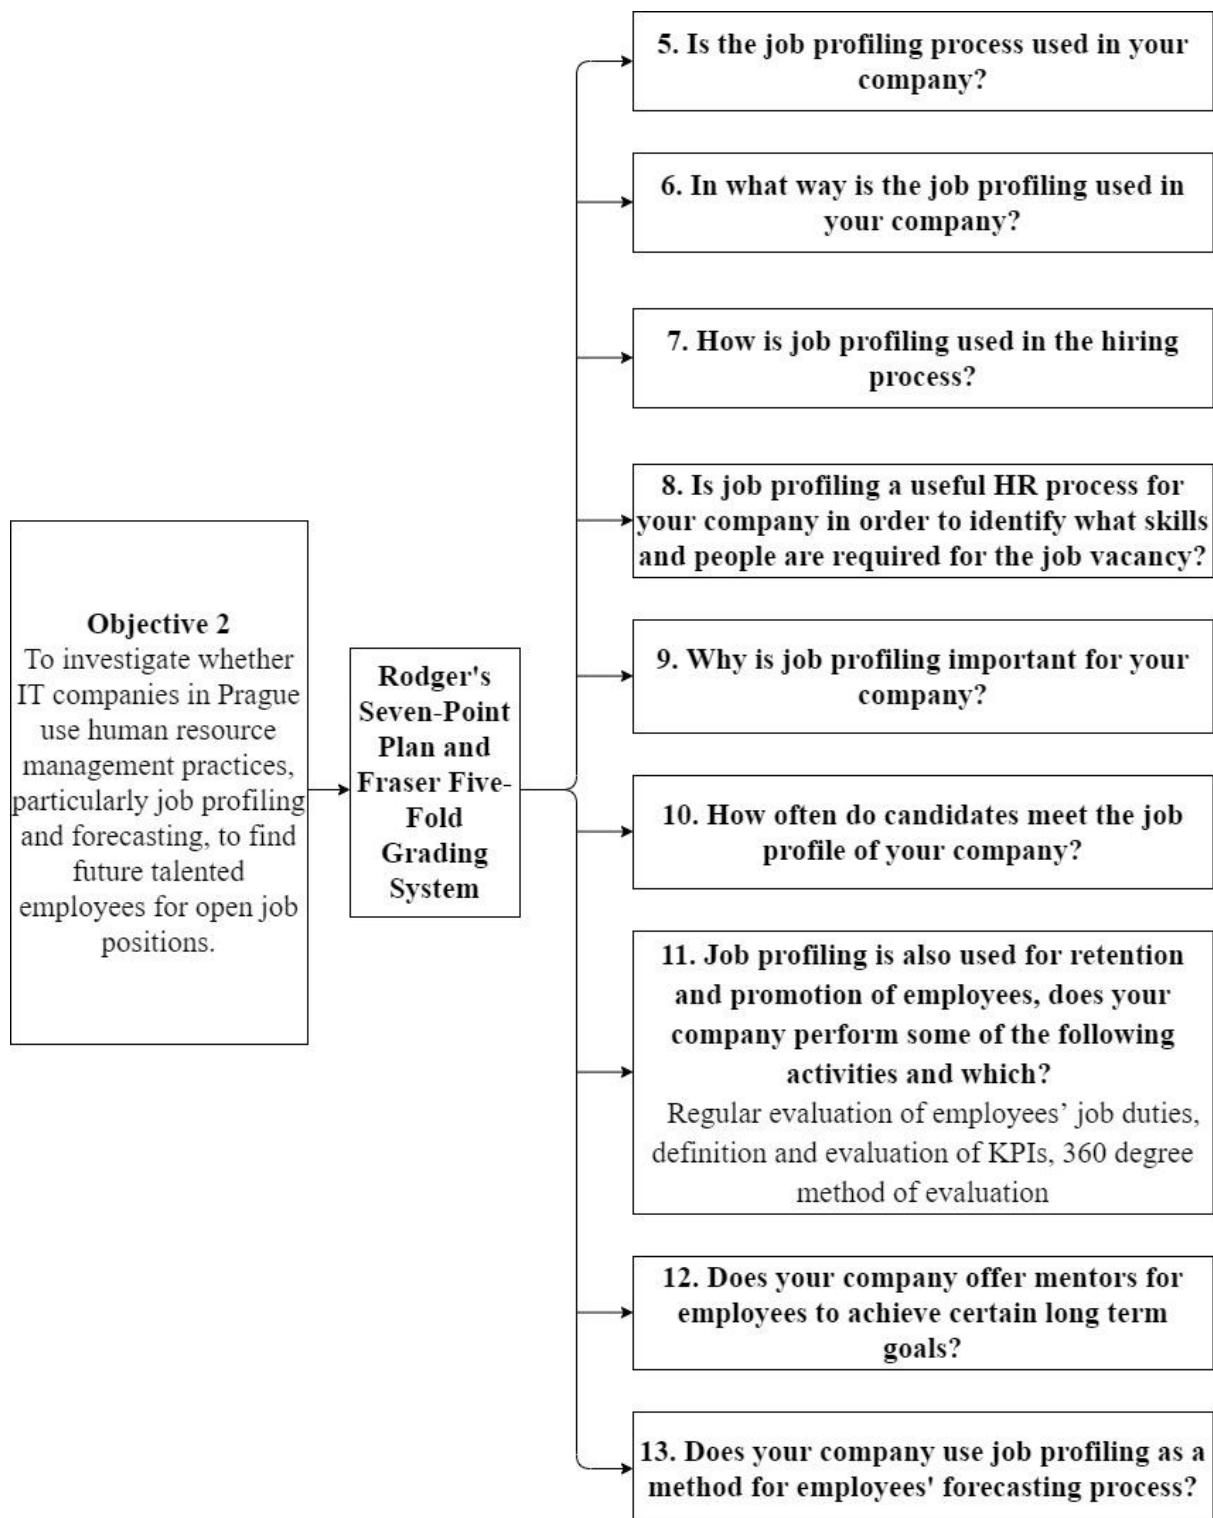 Objective 2
To investigate whether
IT companies in Prague
use human resource
management practices,
particularly job profiling
and forecasting, to find
future talented
employees for open job
positions.
Rodger's
Seven-Point
Plan and
Fraser Five-
Fold
Grading
System
5. Is the job profiling process used in your
company?
6. In what way is the job profiling used in
your company?
7. How is job profiling used in the hiring
process?
8. Is job profiling a useful HR process for
your company in order to identify what skills
and people are required for the job vacancy?
9. Why is job profiling important for your
company?
10. How often do candidates meet the job
profile of your company?
11. Job profiling is also used for retention
and promotion of employees, does your
company perform some of the following
activities and which?
Regular evaluation of employees’ job duties,
definition and evaluation of KPIs, 360 degree
method of evaluation
12. Does your company offer mentors for
employees to achieve certain long term
goals?
13. Does your company use job profiling as a
method for employees' forecasting process?